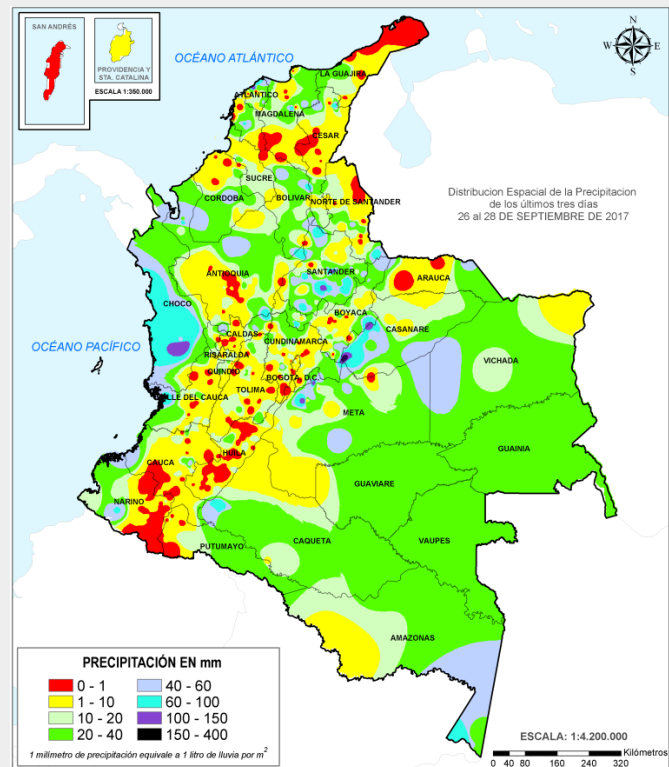 SAN ANDRÉS
PROVIDENCIA Y
STA. CATALINA
ESCALA 1:350.000
OCÉANO ATLÁNTICO
N
W
E
S
LA GUAJIRA
ATLANTICO
MAGDALENA
CESAR
SUCRE
CORDOBA
BOLIVAR
NORTE DE SANTANDER
Distribucion Espacial de la Precipitacion
de los últimos tres días
26 al 28 DE SEPTIEMBRE DE 2017
ANTIOQUIA
SANTANDER
ARAUCA
CHOCO
BOYACA
CASANARE
OCÉANO PACÍFICO
CALDAS
CUNDINAMARCA
RISARALDA
VICHADA
QUINDIO
BOGOTA, D.C.
TOLIMA
VALLE DEL CAUCA
META
GUAINIA
HUILA
CAUCA
GUAVIARE
NARIÑO
CAQUETA
VAUPES
PUTUMAYO
AMAZONAS
PRECIPITACIÓN EN mm
0 - 1
40 - 60
1 - 10
60 - 100
10 - 20
100 - 150
20 - 40
150 - 400
1 milímetro de precipitación equivale a 1 litro de lluvia por m²
ESCALA: 1:4.200.000
Kilómetros
0 40 80 160 240 320